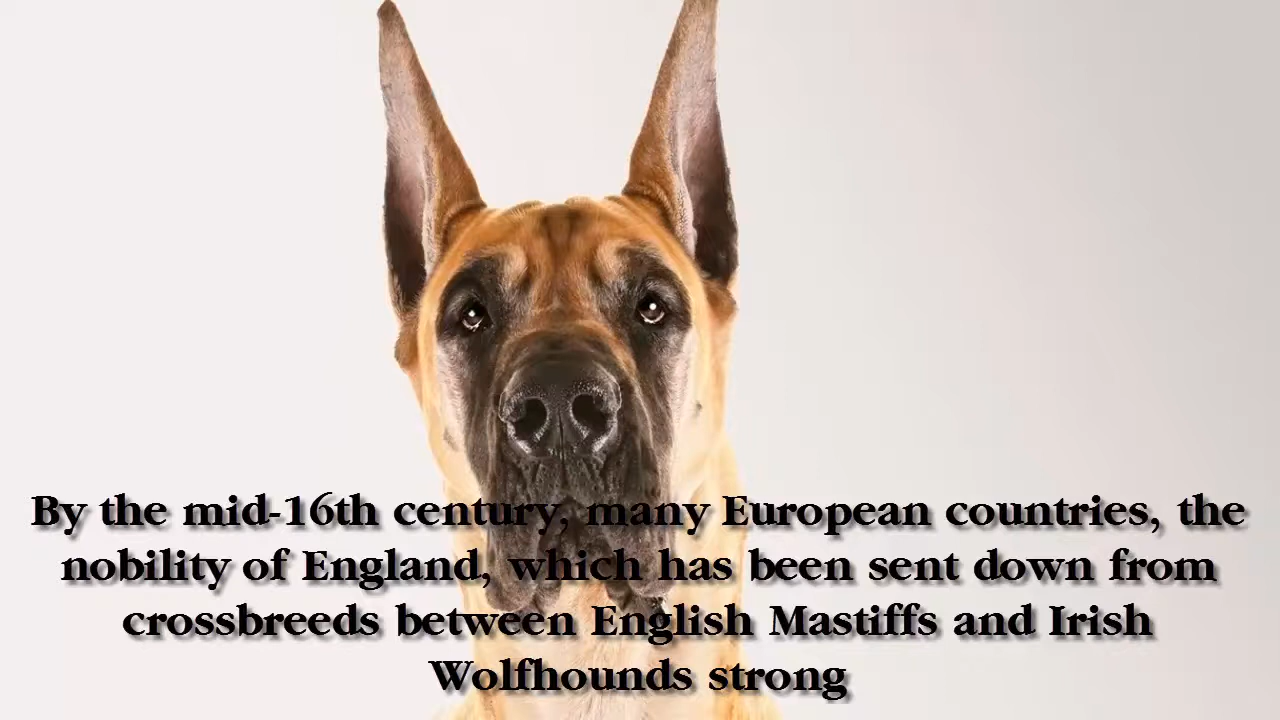 By the mid-16th century, many European countries, the
nobility of England, which has been sent down from
crossbreeds between English Mastiffs and Irish
Wolfhounds strong